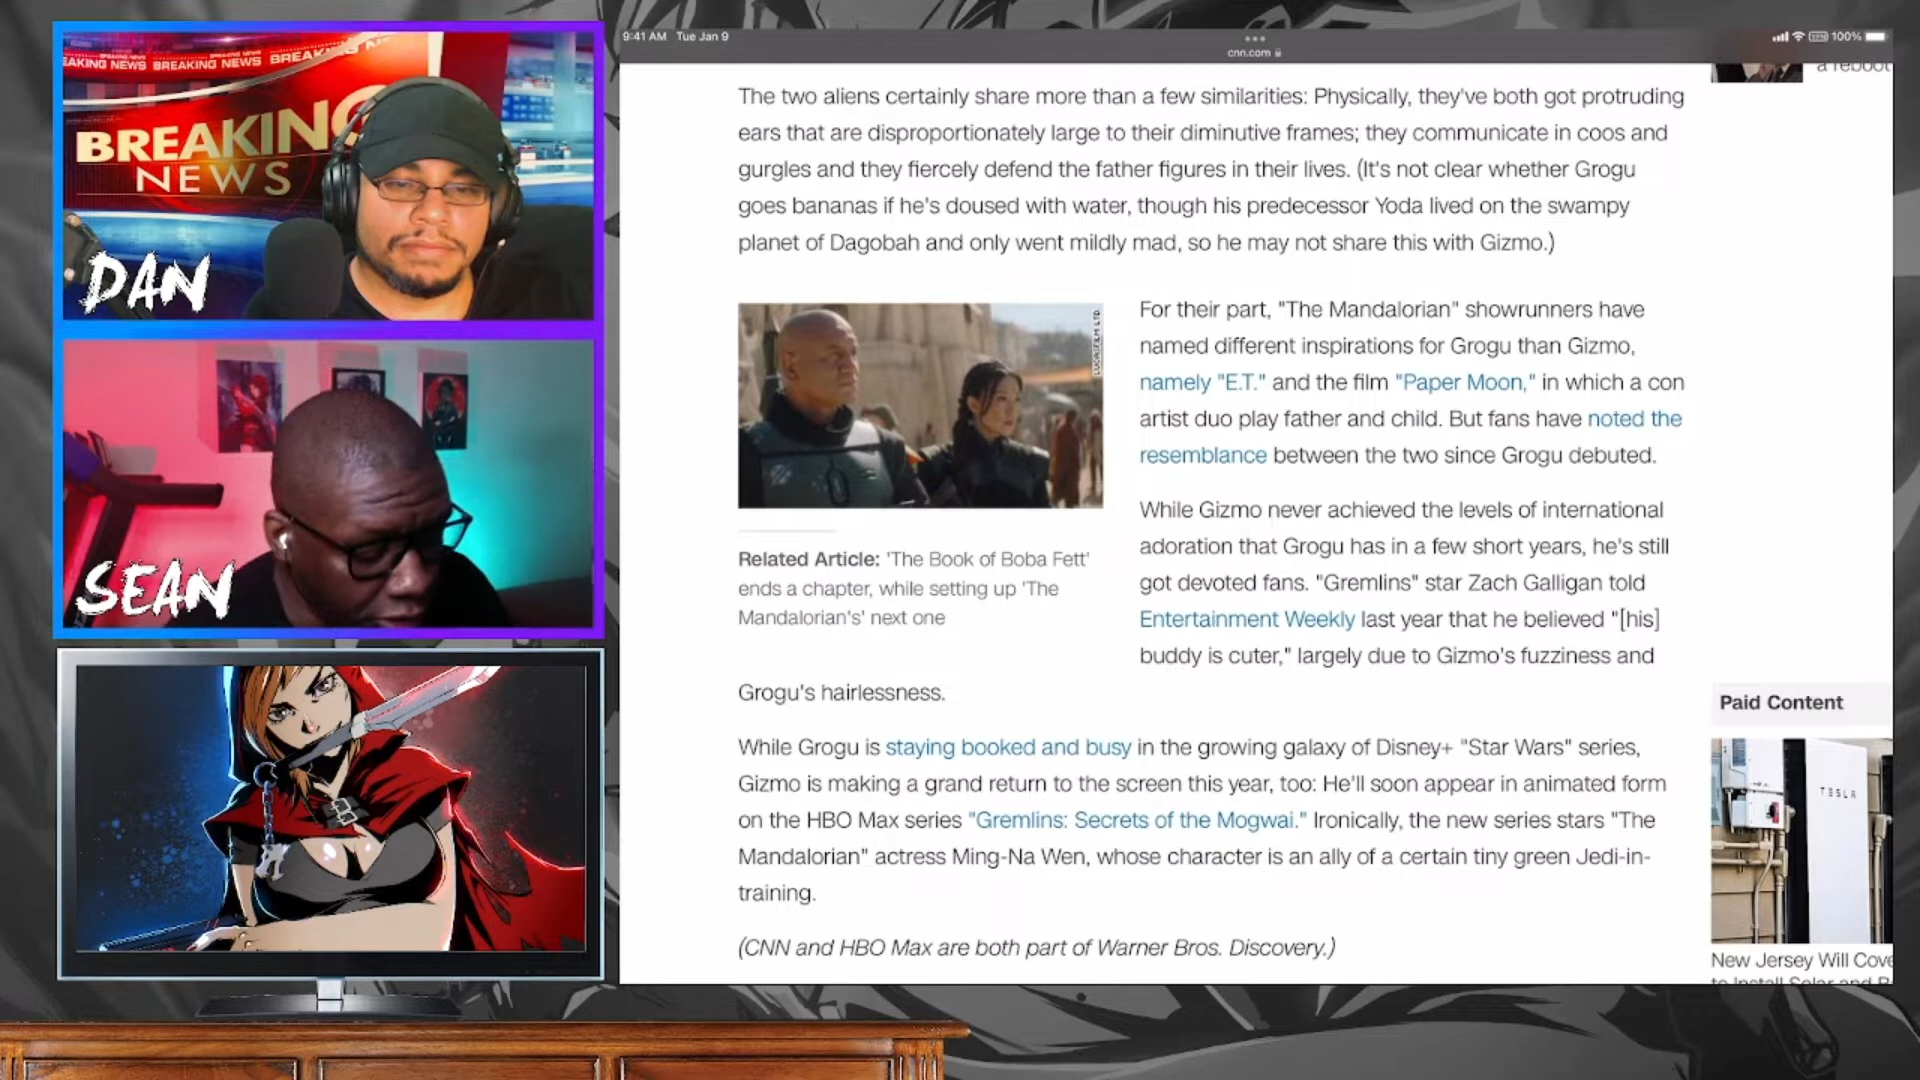 9:41 AM Tue Jan 9
100%
cnn.com
a reboot
BREAKING NEWS BREAKING NEWS
BREAKING
NEWS
DAN
SEAN
The two aliens certainly share more than a few similarities: Physically, they've both got protruding
ears that are disproportionately large to their diminutive frames; they communicate in coos and
gurgles and they fiercely defend the father figures in their lives. (It's not clear whether Grogu
goes bananas if he's doused with water, though his predecessor Yoda lived on the swampy
planet of Dagobah and only went mildly mad, so he may not share this with Gizmo.)
LUCASFILM LTD.
Related Article: 'The Book of Boba Fett'
ends a chapter, while setting up 'The
Mandalorian's' next one
For their part, "The Mandalorian" showrunners have
named different inspirations for Grogu than Gizmo,
namely "E.T." and the film "Paper Moon," in which a con
artist duo play father and child. But fans have noted the
resemblance between the two since Grogu debuted.
While Gizmo never achieved the levels of international
adoration that Grogu has in a few short years, he's still
got devoted fans. "Gremlins" star Zach Galligan told
Entertainment Weekly last year that he believed "[his]
buddy is cuter," largely due to Gizmo's fuzziness and
Grogu's hairlessness.
While Grogu is staying booked and busy in the growing galaxy of Disney+ "Star Wars" series,
Gizmo is making a grand return to the screen this year, too: He'll soon appear in animated form
on the HBO Max series "Gremlins: Secrets of the Mogwai." Ironically, the new series stars "The
Mandalorian" actress Ming-Na Wen, whose character is an ally of a certain tiny green Jedi-in-
training.
(CNN and HBO Max are both part of Warner Bros. Discovery.)
Paid Content
TESLA
New Jersey Will Cove
to Install Solar and B